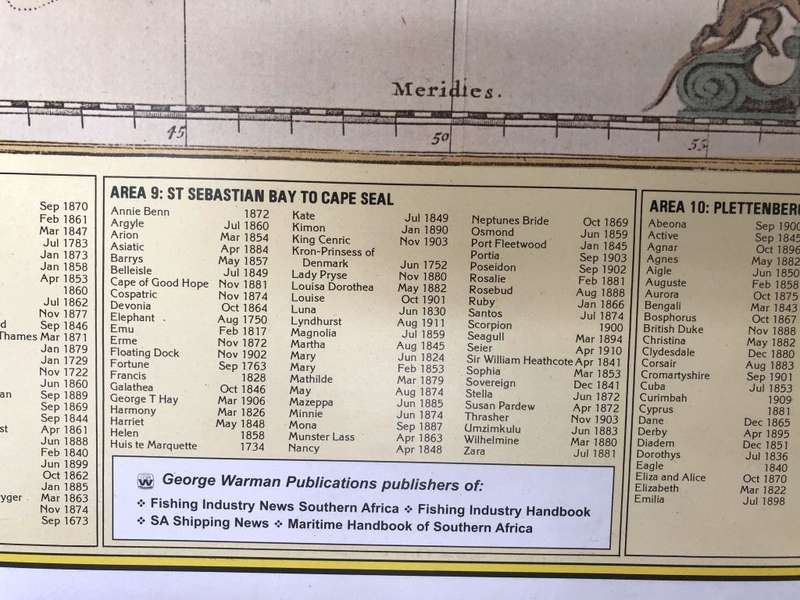 Meridies.
45
50
55
Sep 1870
Feb 1861
Mar 1847
Jul 1783
Jan 1873
Jan 1858
Apr 1853
1860
Jul 1862
Nov 1877
d Sep 1846
Thames Mar 1871
Jan 1879
Jan 1729
Nov 1722
Jun 1860
an Sep 1889
Sep 1869
Sep 1844
st Apr 1861
Jun 1888
Feb 1840
Jun 1899
Oct 1862
Jan 1885
yger Mar 1863
Nov 1874
Sep 1673
AREA 9: ST SEBASTIAN BAY TO CAPE SEAL
Annie Benn 1872
Argyle Jul 1860
Arion Mar 1854
Asiatic Apr 1884
Barrys May 1857
Belleisle Jul 1849
Cape of Good Hope Nov 1881
Cospatric Nov 1874
Devonia Oct 1864
Elephant Aug 1750
Emu Feb 1817
Erme Nov 1872
Floating Dock Nov 1902
Fortune Sep 1763
Francis 1828
Galathea Oct 1846
George T Hay Mar 1906
Harmony Mar 1826
Harriet May 1848
Helen 1858
Huis te Marquette 1734
Kate Jul 1849
Kimon Jan 1890
King Cenric Nov 1903
Kron-Prinsess of
Denmark Jun 1752
Lady Pryse Nov 1880
Louisa Dorothea May 1882
Louise Oct 1901
Luna Jun 1830
Lyndhurst Aug 1911
Magnolia Jul 1859
Martha Aug 1845
Mary Jun 1824
Mary Feb 1853
Mathilde Mar 1879
May Aug 1874
Mazeppa Jun 1885
Minnie Jun 1874
Mona Sep 1887
Munster Lass Apr 1863
Nancy Apr 1848
Neptunes Bride Oct 1869
Osmond Jun 1859
Port Fleetwood Jan 1845
Portia Sep 1903
Poseidon Sep 1902
Rosalie Feb 1881
Rosebud Aug 1888
Ruby Jan 1866
Santos Jul 1874
Scorpion 1900
Seagull Mar 1894
Seier Apr 1910
Sir William Heathcote Apr 1841
Sophia Mar 1853
Sovereign Dec 1841
Stella Jun 1872
Susan Pardew Apr 1872
Thrasher Nov 1903
Umzimkulu Jun 1883
Wilhelmine Mar 1880
Zara Jul 1881
George Warman Publications publishers of:
❖ Fishing Industry News Southern Africa ❖ Fishing Industry Handbook
❖ SA Shipping News ❖ Maritime Handbook of Southern Africa
AREA 10: PLETTENBERG
Abeona Sep 1900
Active Sep 1845
Agnar Oct 1896
Agnes May 1882
Aigle Jun 1850
Auguste Feb 1858
Aurora Oct 1875
Bengali Mar 1843
Bosphorus Oct 1867
British Duke Nov 1888
Christina May 1882
Clydesdale Dec 1880
Corsair Aug 1883
Cromartyshire Sep 1901
Cuba Jul 1853
Curimbah 1909
Cyprus 1881
Dane Dec 1865
Derby Apr 1895
Diadem Dec 1851
Dorothys Jul 1836
Eagle 1840
Eliza and Alice Oct 1870
Elizabeth Mar 1822
Emilia Jul 1898